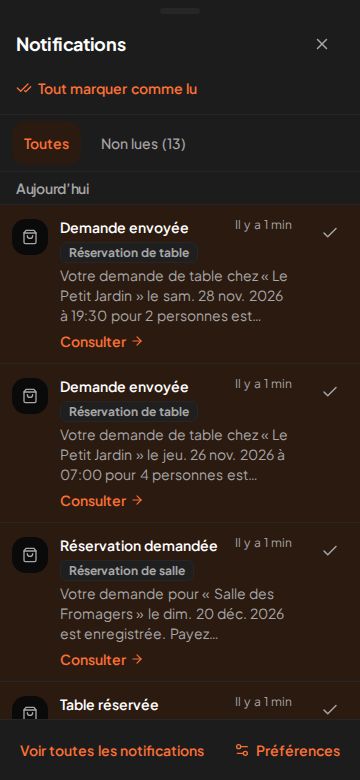 Notifications
Tout marquer comme lu
Toutes
Non lues (13)
Aujourd'hui
Demande envoyée
Il y a 1 min
Réservation de table
Votre demande de table chez « Le
Petit Jardin » le sam. 28 nov. 2026
à 19:30 pour 2 personnes est…
Consulter →
Demande envoyée
Il y a 1 min
Réservation de table
Votre demande de table chez « Le
Petit Jardin » le jeu. 26 nov. 2026 à
07:00 pour 4 personnes est…
Consulter →
Réservation demandée
Il y a 1 min
Réservation de salle
Votre demande pour « Salle des
Fromagers » le dim. 20 déc. 2026
est enregistrée. Payez…
Consulter →
Table réservée
Il y a 1 min
Voir toutes les notifications
Préférences